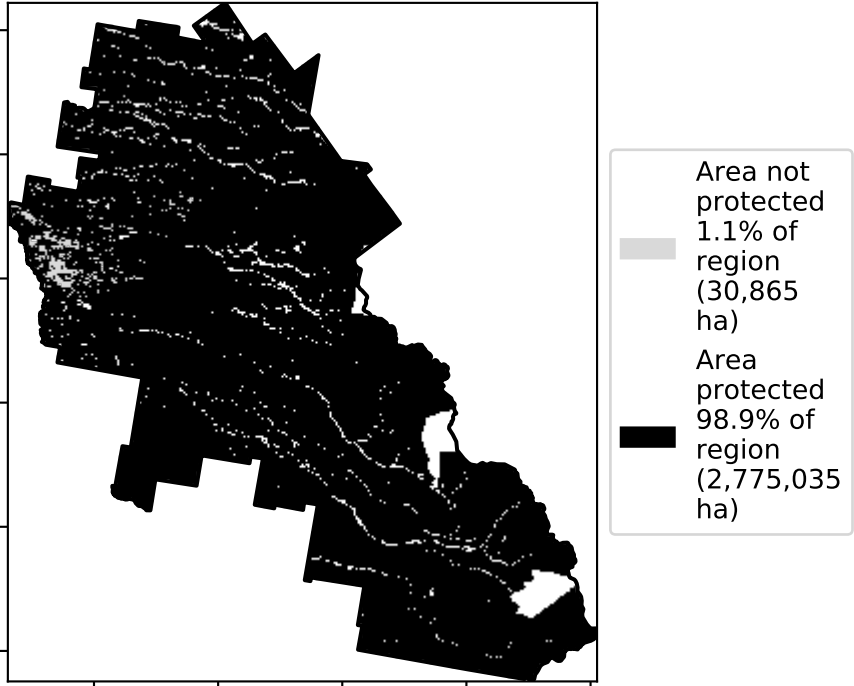 Area not
protected
1.1% of
region
(30,865
ha)
Area
protected
98.9% of
region
(2,775,035
ha)